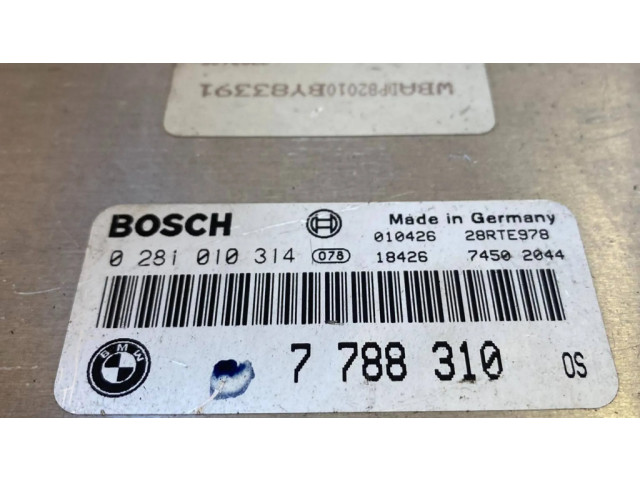 WBADP82010BY83391
BOSCH Made in Germany
010426 28RTE978
0 281 010 314 078 18426 7450 2044
BMW 7 788 310 OS